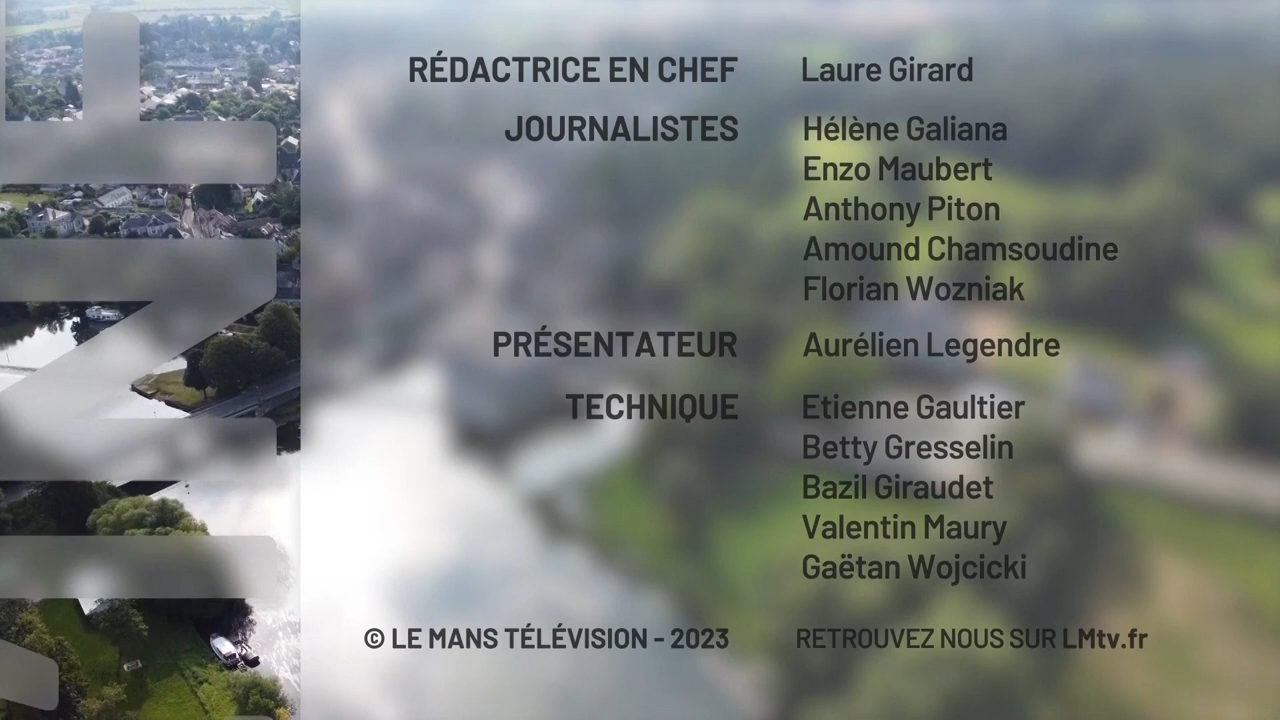 RÉDACTRICE EN CHEF Laure Girard
JOURNALISTES Hélène Galiana
Enzo Maubert
Anthony Piton
Amound Chamsoudine
Florian Wozniak
PRÉSENTATEUR Aurélien Legendre
TECHNIQUE Etienne Gaultier
Betty Gresselin
Bazil Giraudet
Valentin Maury
Gaëtan Wojcicki
© LE MANS TÉLÉVISION - 2023 RETROUVEZ NOUS SUR LMtv.fr